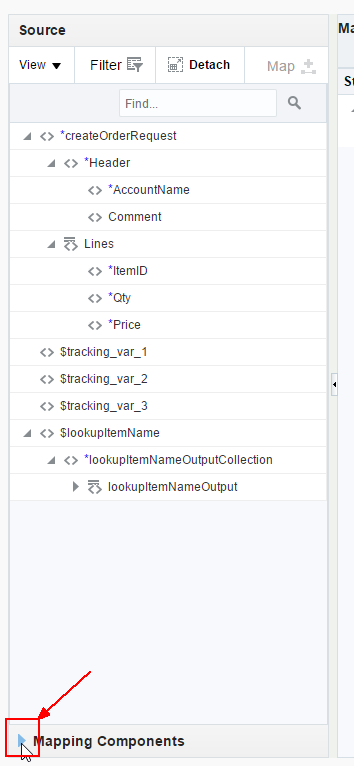 Source
Ma
View Filter Detach Map
St
Find...
*createOrderRequest
*Header
*AccountName
Comment
Lines
*ItemID
*Qty
*Price
$tracking_var_1
$tracking_var_2
$tracking_var_3
$lookupItemName
*lookupItemNameOutputCollection
lookupItemNameOutput
Mapping Components